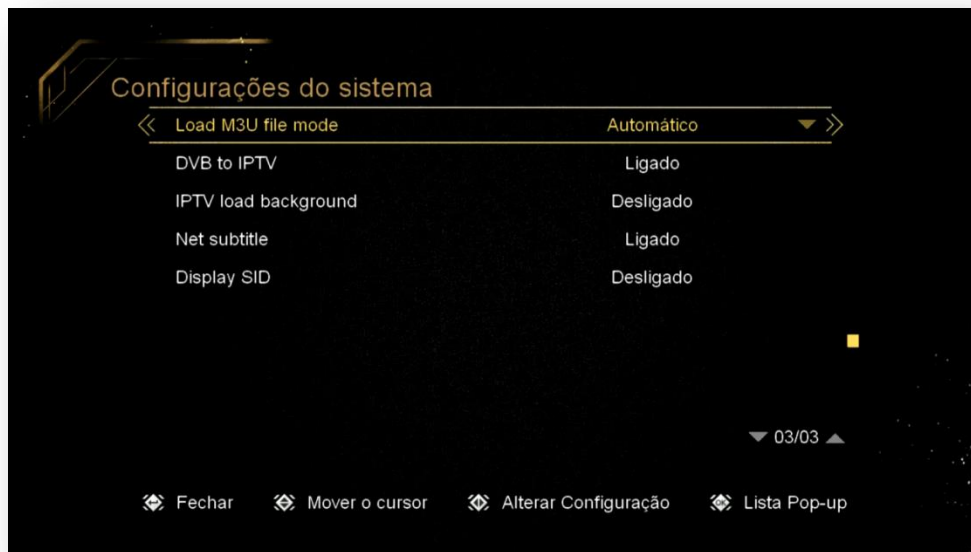 Configurações do sistema
Load M3U file mode Automático
DVB to IPTV Ligado
IPTV load background Desligado
Net subtitle Ligado
Display SID Desligado
03/03
Fechar Mover o cursor Alterar Configuração OK Lista Pop-up